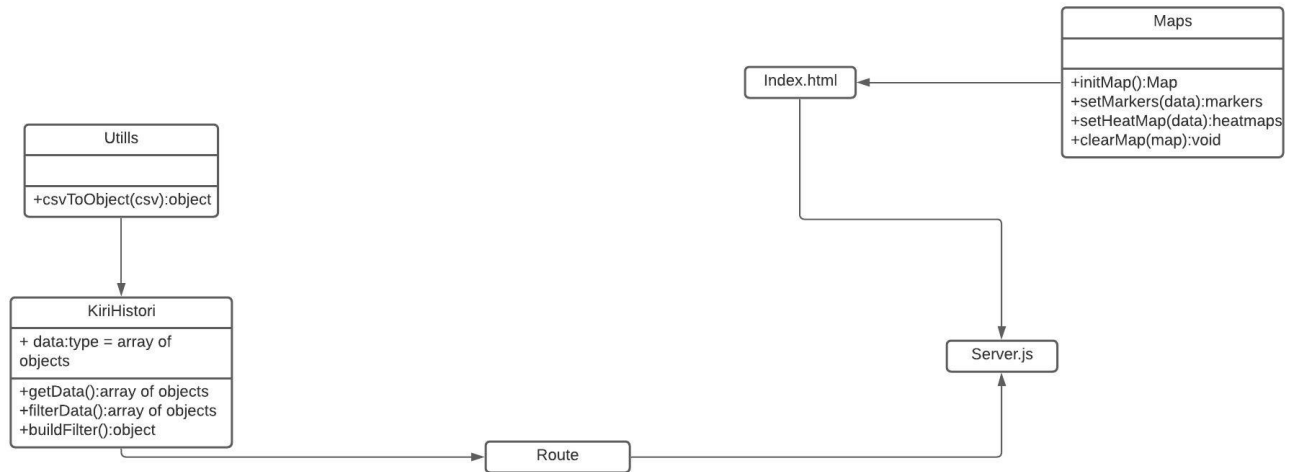 Maps
+initMap():Map
+setMarkers(data):markers
+setHeatMap(data):heatmaps
+clearMap(map):void
Index.html
Utills
+csvToObject(csv):object
KiriHistori
+ data:type = array of
objects
+getData():array of objects
+filterData():array of objects
+buildFilter():object
Server.js
Route